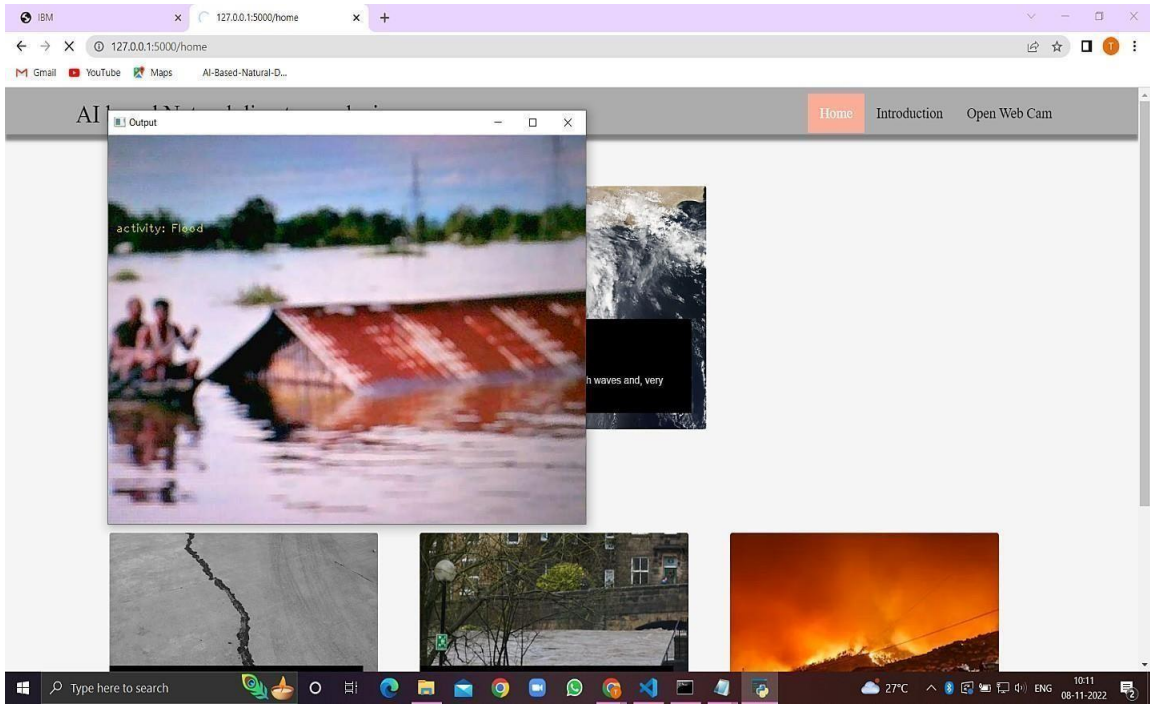 IBM
127.0.0.1:5000/home
127.0.0.1:5000/home
Gmail
YouTube
Maps
AI-Based-Natural-D...
AI
Home
Introduction
Open Web Cam
Output
activity: Flood
h waves and, very
Type here to search
27°C
ENG
10:11
08-11-2022
2
T